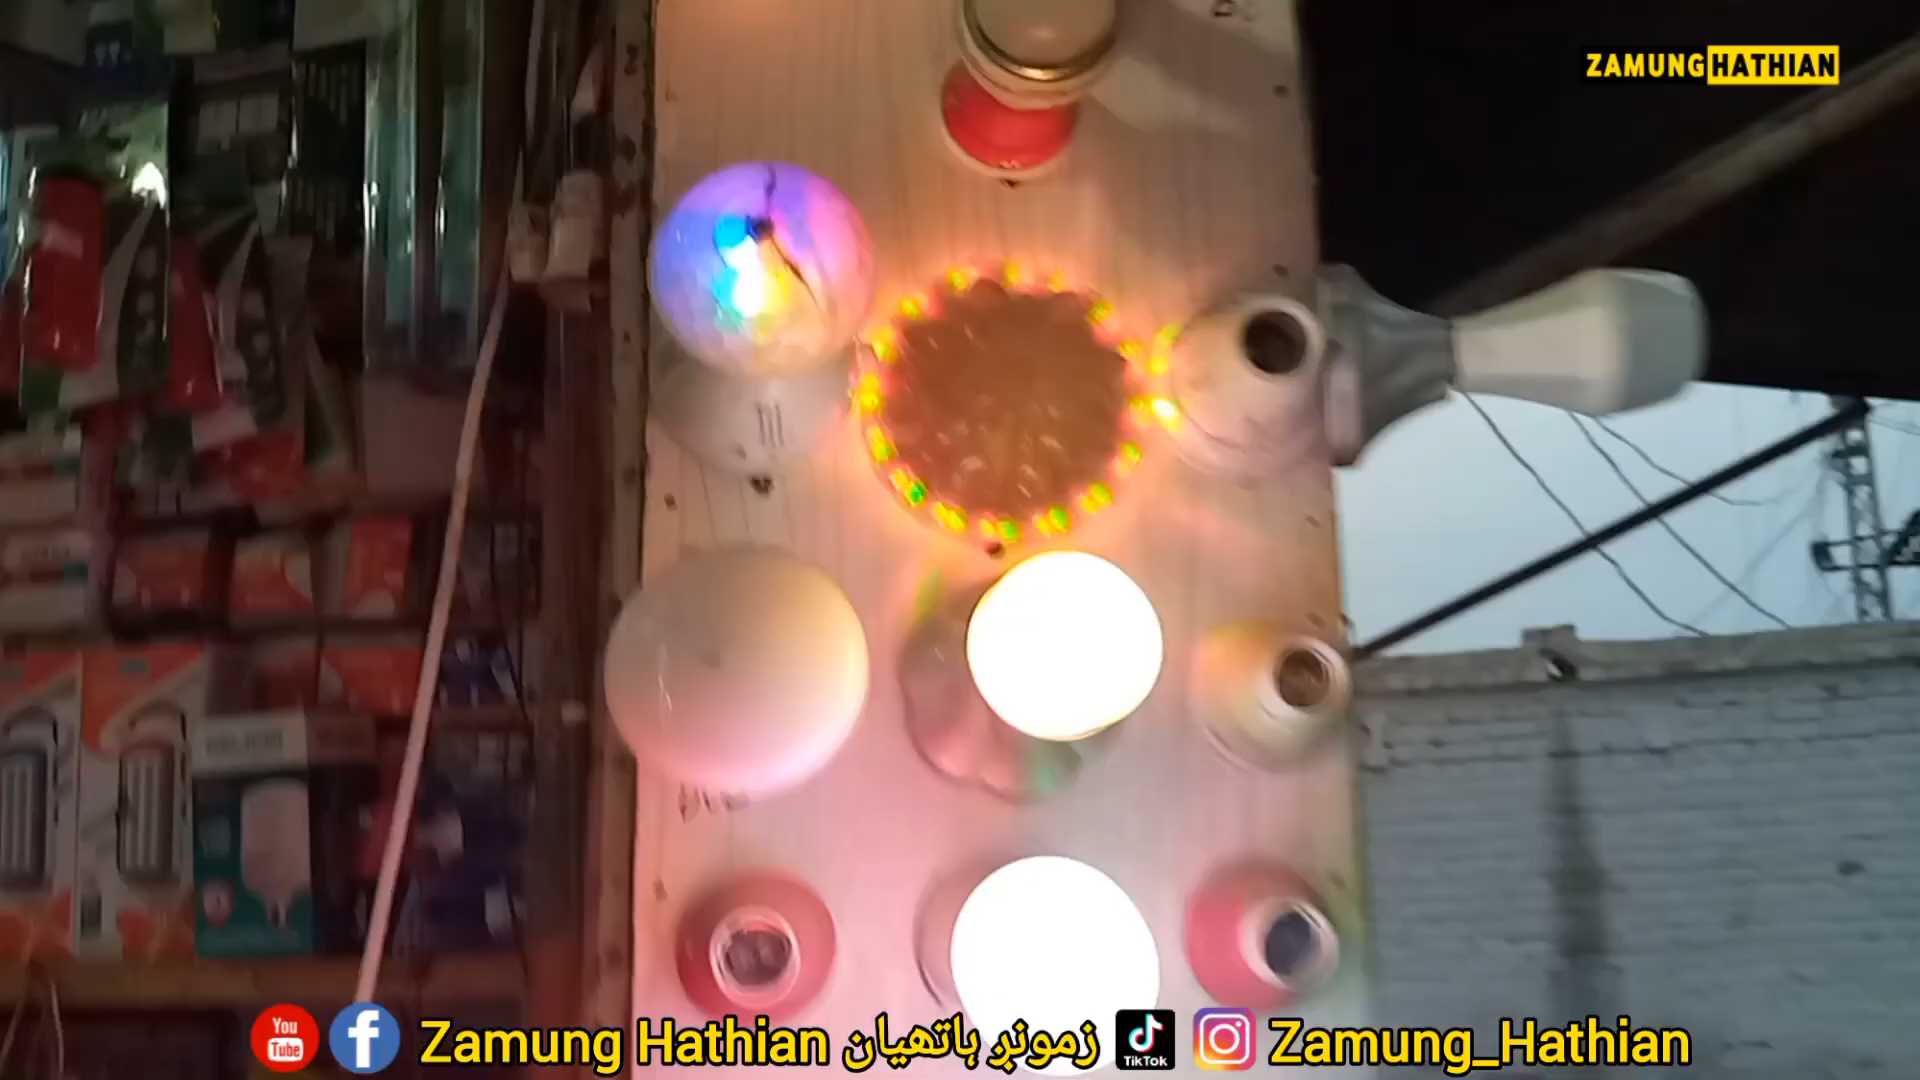 ZAMUNG HATHIAN
You Tube f Zamung Hathian زمونږ ہاتھیان TikTok Zamung_Hathian